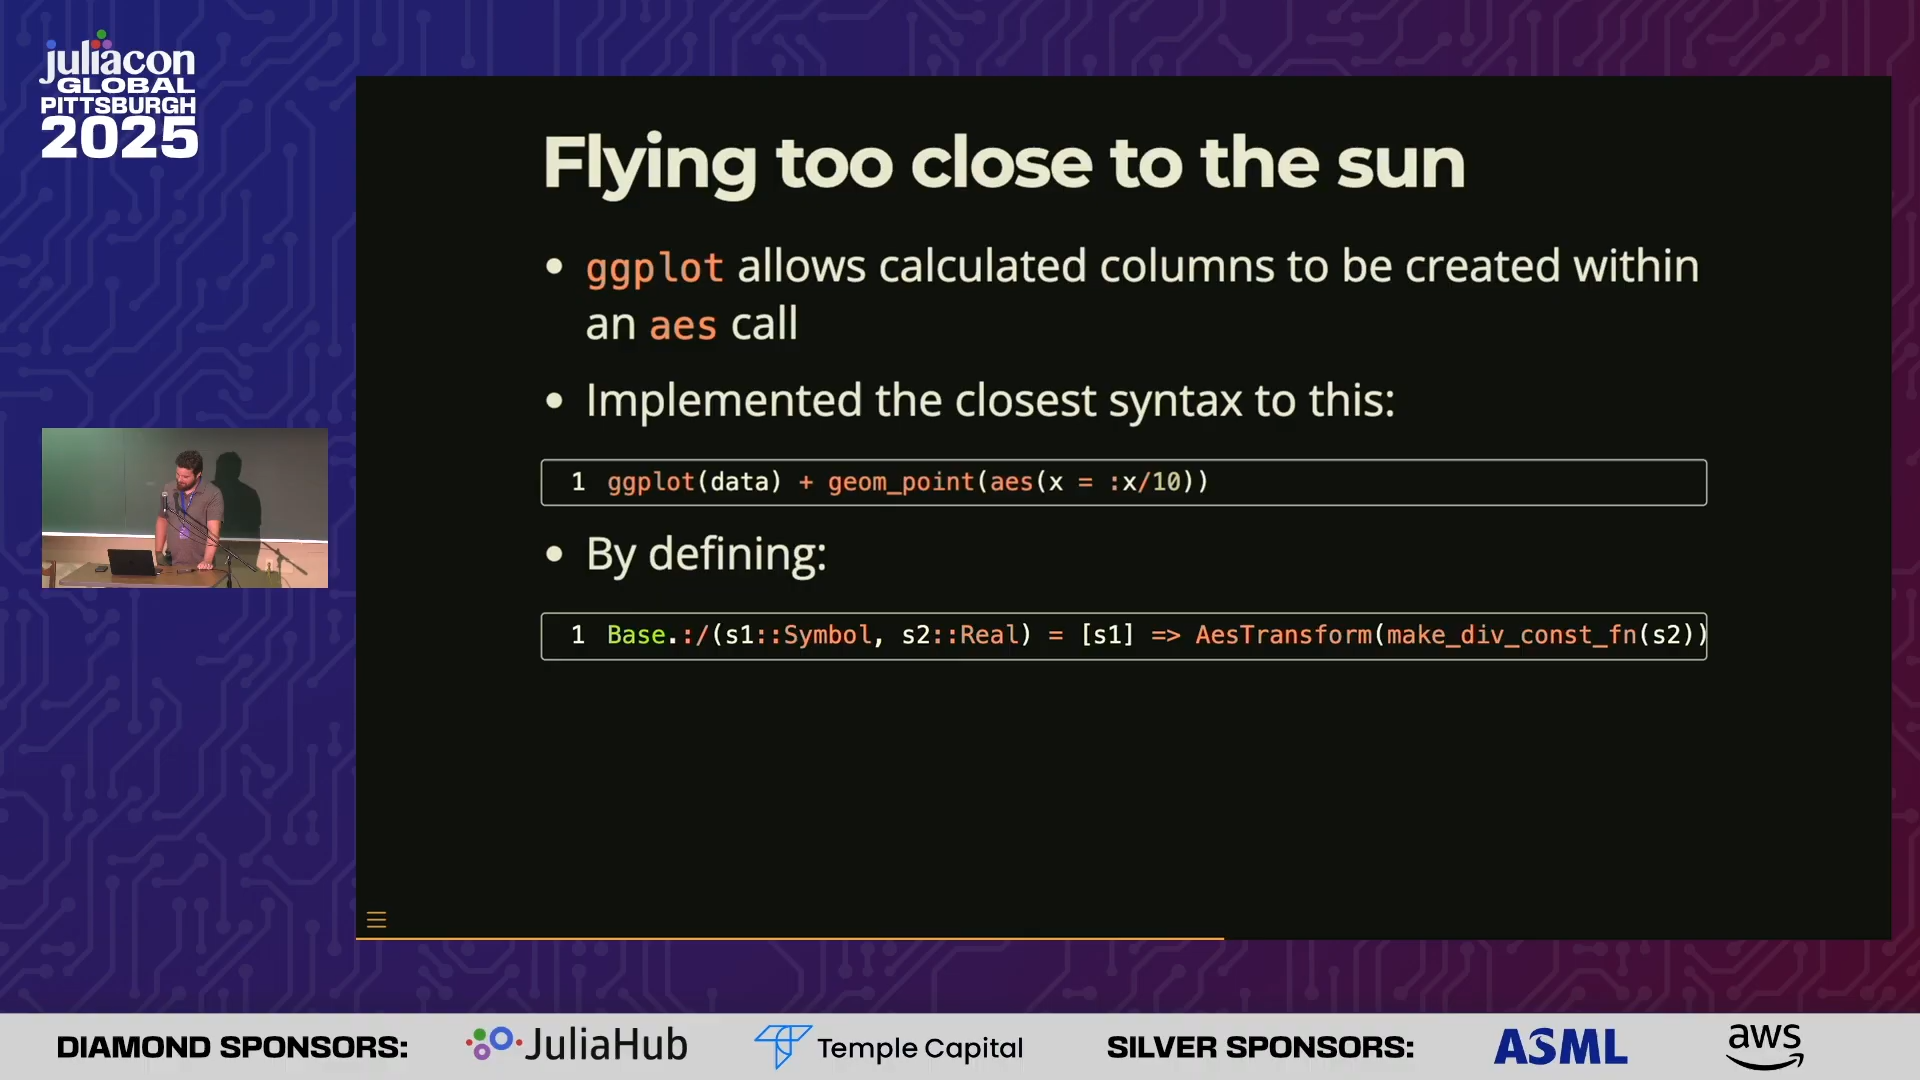 juliacon
GLOBAL
PITTSBURGH
2025
Flying too close to the sun
• ggplot allows calculated columns to be created within
an aes call
• Implemented the closest syntax to this:
1 ggplot(data) + geom_point(aes(x = :x/10))
• By defining:
1 Base.:/(s1::Symbol, s2::Real) = [s1] => AesTransform(make_div_const_fn(s2))
DIAMOND SPONSORS: JuliaHub Temple Capital SILVER SPONSORS: ASML aws